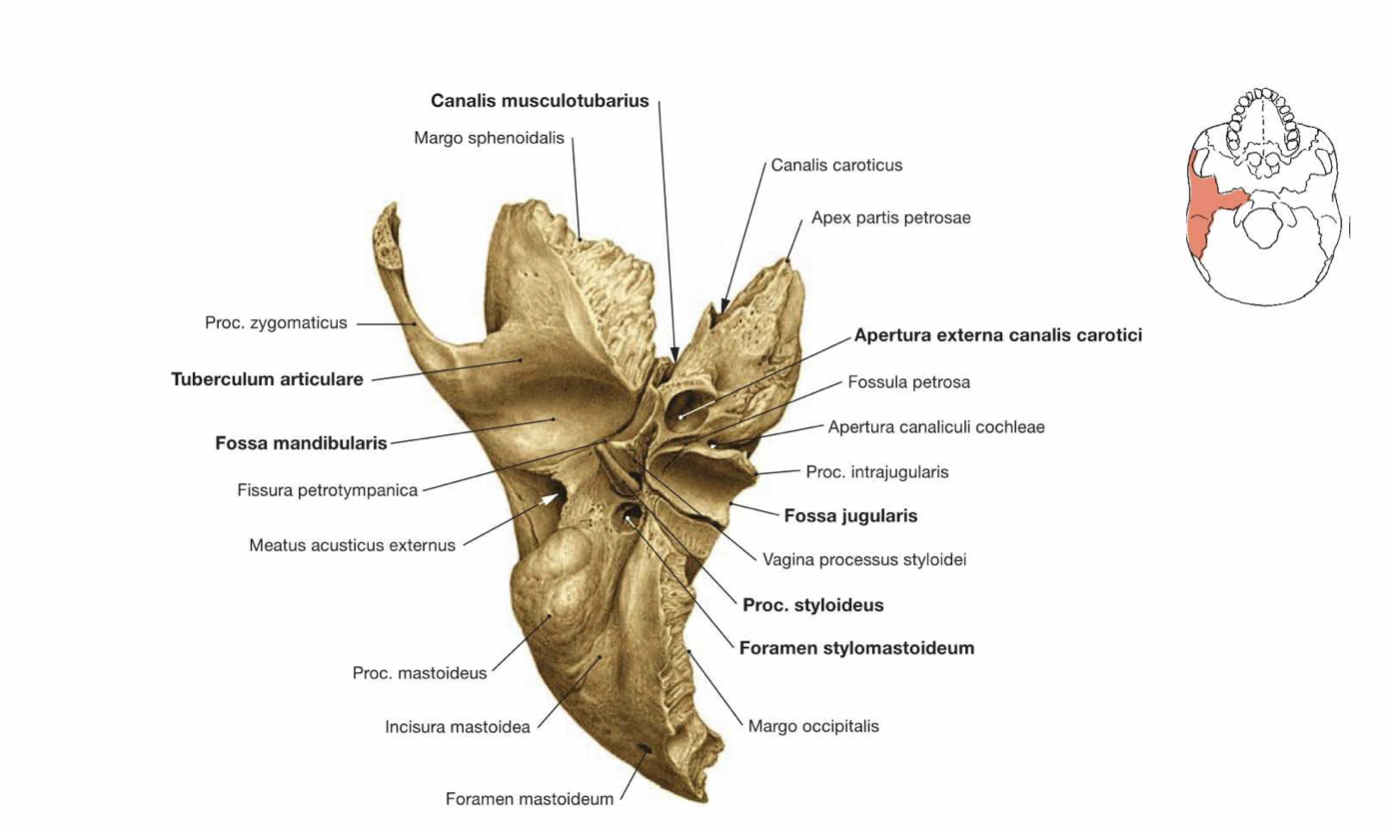 Canalis musculotubarius
Margo sphenoidalis
Canalis caroticus
Apex partis petrosae
Proc. zygomaticus
Apertura externa canalis carotici
Tuberculum articulare
Fossula petrosa
Apertura canaliculi cochleae
Fossa mandibularis
Proc. intrajugularis
Fissura petrotympanica
Fossa jugularis
Meatus acusticus externus
Vagina processus styloidei
Proc. styloideus
Foramen stylomastoideum
Proc. mastoideus
Incisura mastoidea
Margo occipitalis
Foramen mastoideum